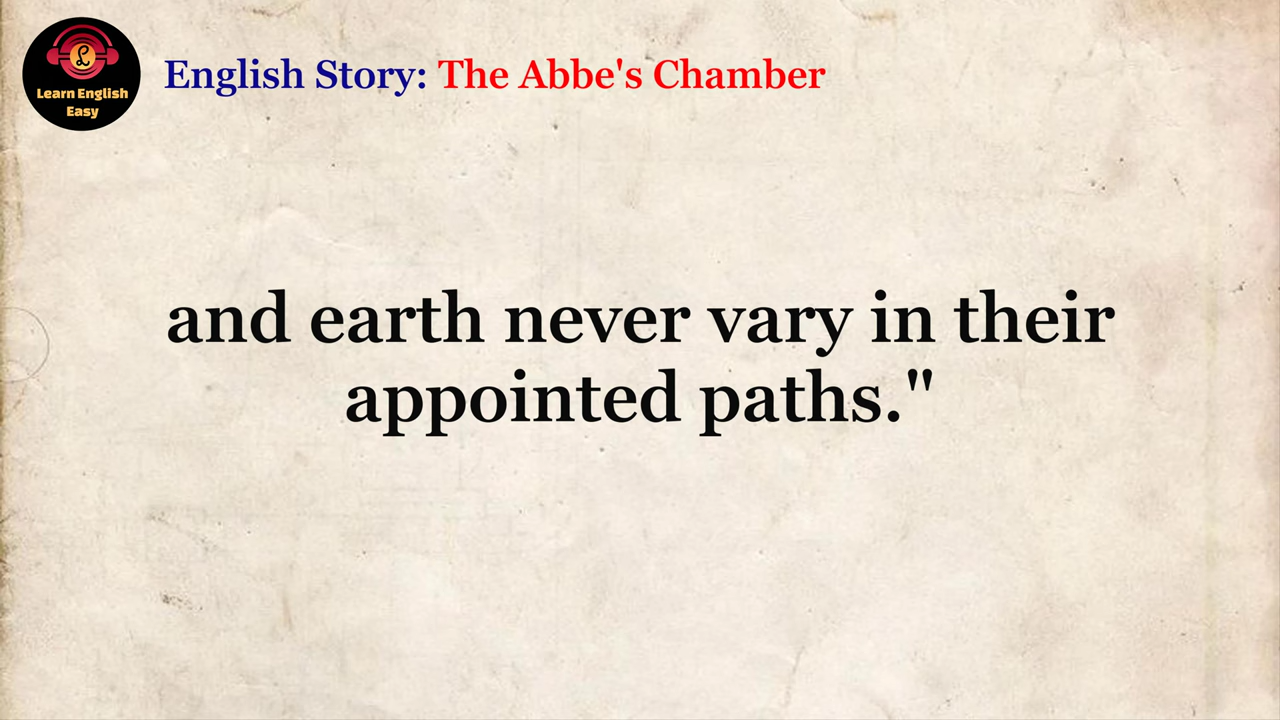 Learn English
Easy
English Story: The Abbe's Chamber
and earth never vary in their
appointed paths."